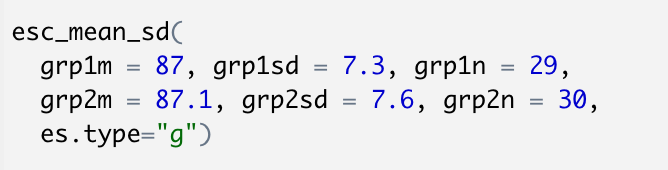 esc_mean_sd(
grp1m = 87, grp1sd = 7.3, grp1n = 29,
grp2m = 87.1, grp2sd = 7.6, grp2n = 30,
es.type="g")